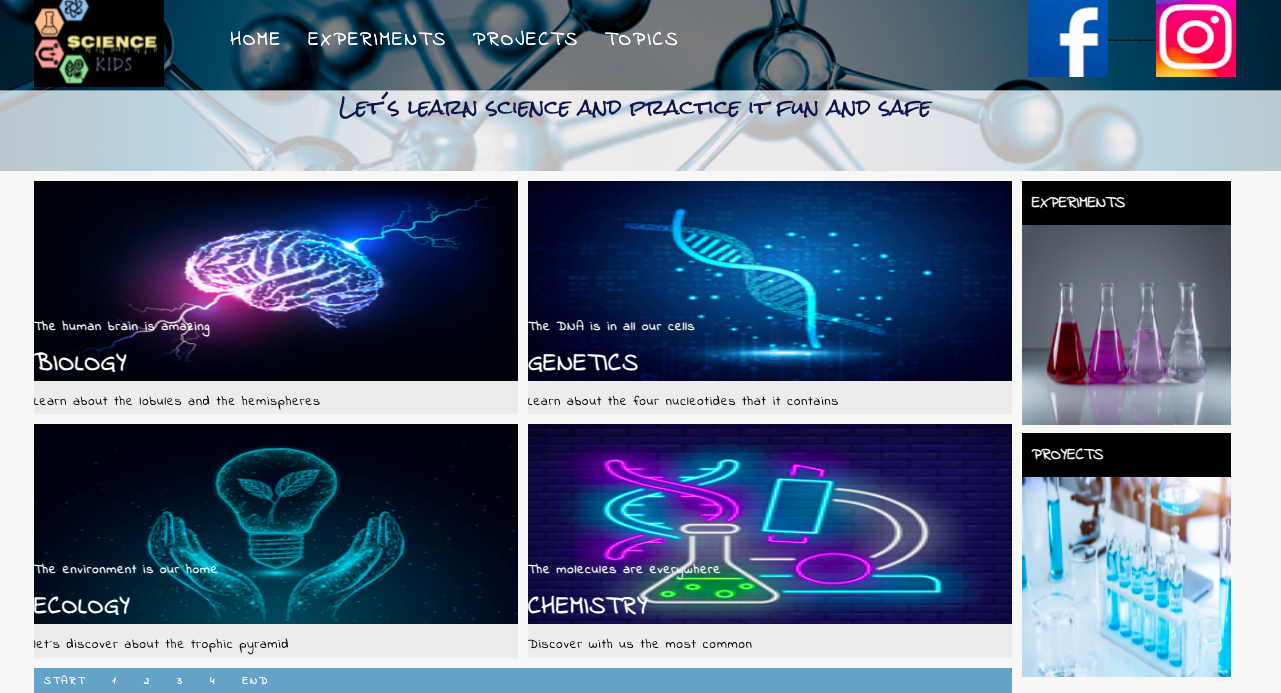 SCIENCE
KIDS
HOME EXPERIMENTS PROJECTS TOPICS
Let's learn science and practice it fun and safe
The human brain is amazing
BIOLOGY
Learn about the lobules and the hemispheres
The DNA is in all our cells
GENETICS
Learn about the four nucleotides that it contains
The environment is our home
ECOLOGY
let's discover about the trophic pyramid
The molecules are everywhere
CHEMISTRY
Discover with us the most common
START 1 2 3 4 END
EXPERIMENTS
PROYECTS